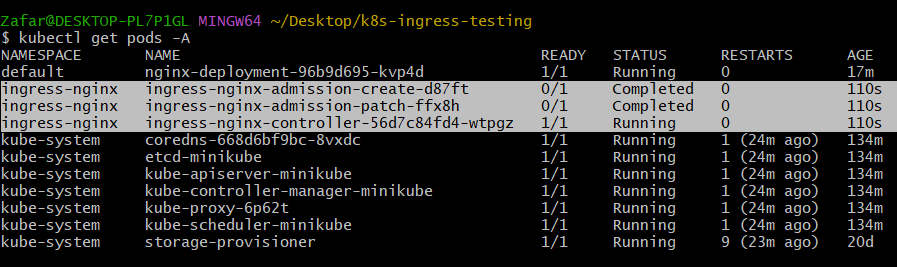 Zafar@DESKTOP-PL7P1GL MINGW64 ~/Desktop/k8s-ingress-testing
$ kubectl get pods -A
NAMESPACE NAME READY STATUS RESTARTS AGE
default nginx-deployment-96b9d695-kvp4d 1/1 Running 0 17m
ingress-nginx ingress-nginx-admission-create-d87ft 0/1 Completed 0 110s
ingress-nginx ingress-nginx-admission-patch-ffx8h 0/1 Completed 0 110s
ingress-nginx ingress-nginx-controller-56d7c84fd4-wtpgz 1/1 Running 0 110s
kube-system coredns-668d6bf9bc-8vxdc 1/1 Running 1 (24m ago) 134m
kube-system etcd-minikube 1/1 Running 1 (24m ago) 134m
kube-system kube-apiserver-minikube 1/1 Running 1 (24m ago) 134m
kube-system kube-controller-manager-minikube 1/1 Running 1 (24m ago) 134m
kube-system kube-proxy-6p62t 1/1 Running 1 (24m ago) 134m
kube-system kube-scheduler-minikube 1/1 Running 1 (24m ago) 134m
kube-system storage-provisioner 1/1 Running 9 (23m ago) 20d